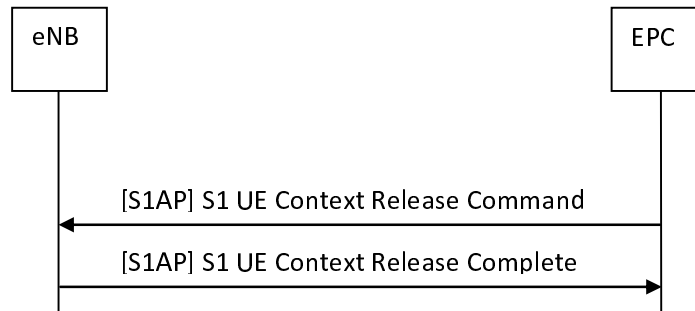 eNB
EPC
[S1AP] S1 UE Context Release Command
[S1AP] S1 UE Context Release Complete